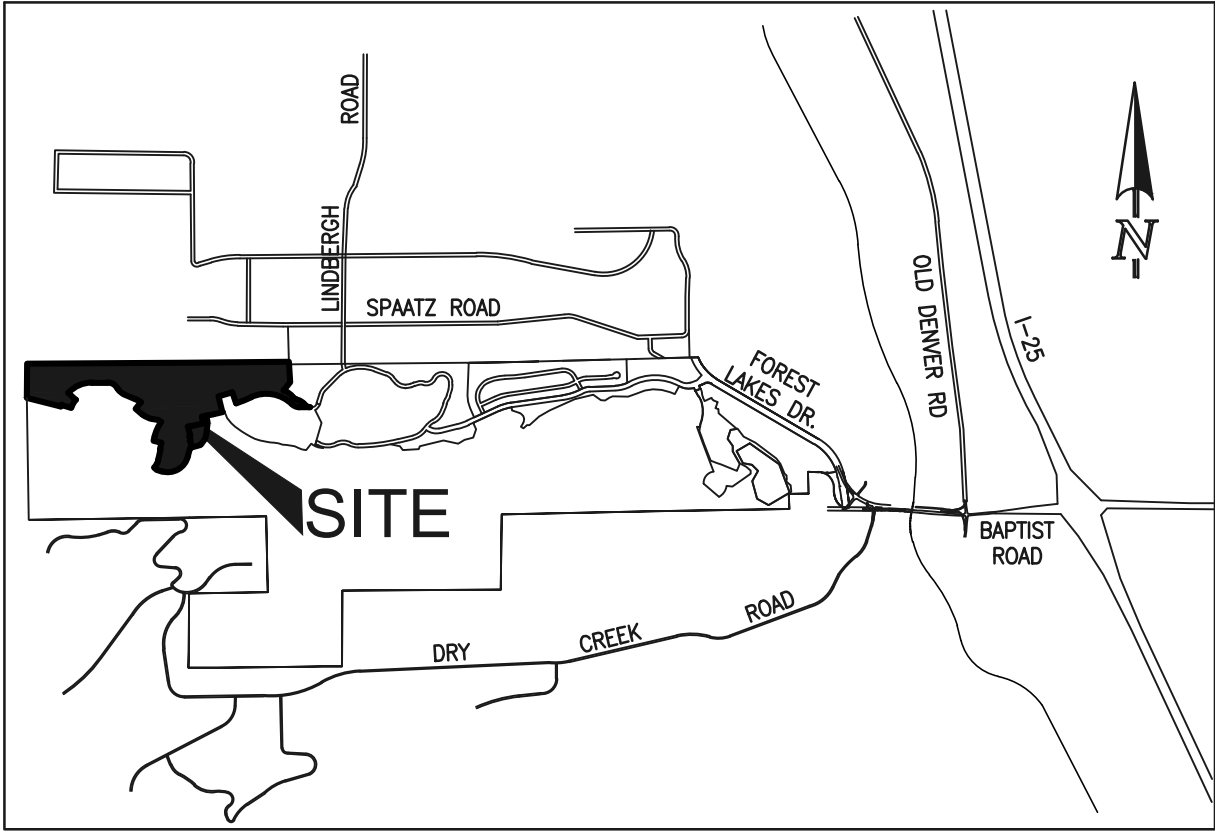 ROAD
LINDBERGH
SPAATZ ROAD
N
OLD DENVER RD
I-25
FOREST
LAKES DR.
SITE
BAPTIST
ROAD
DRY
CREEK
ROAD